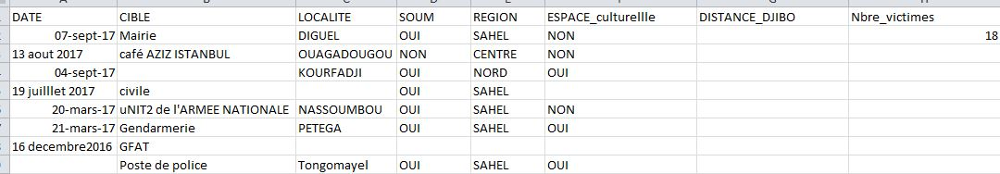 DATE CIBLE LOCALITE SOUM REGION ESPACE_culturellle DISTANCE_DJIBO Nbre_victimes
07-sept-17 Mairie DIGUEL OUI SAHEL NON 18
13 aout 2017 café AZIZ ISTANBUL OUAGADOUGOU NON CENTRE NON
04-sept-17 KOURFADJI OUI NORD OUI
19 juilllet 2017 civile OUI SAHEL
20-mars-17 uNIT2 de l'ARMEE NATIONALE NASSOUMBOU OUI SAHEL NON
21-mars-17 Gendarmerie PETEGA OUI SAHEL OUI
16 decembre2016 GFAT
Poste de police Tongomayel OUI SAHEL OUI